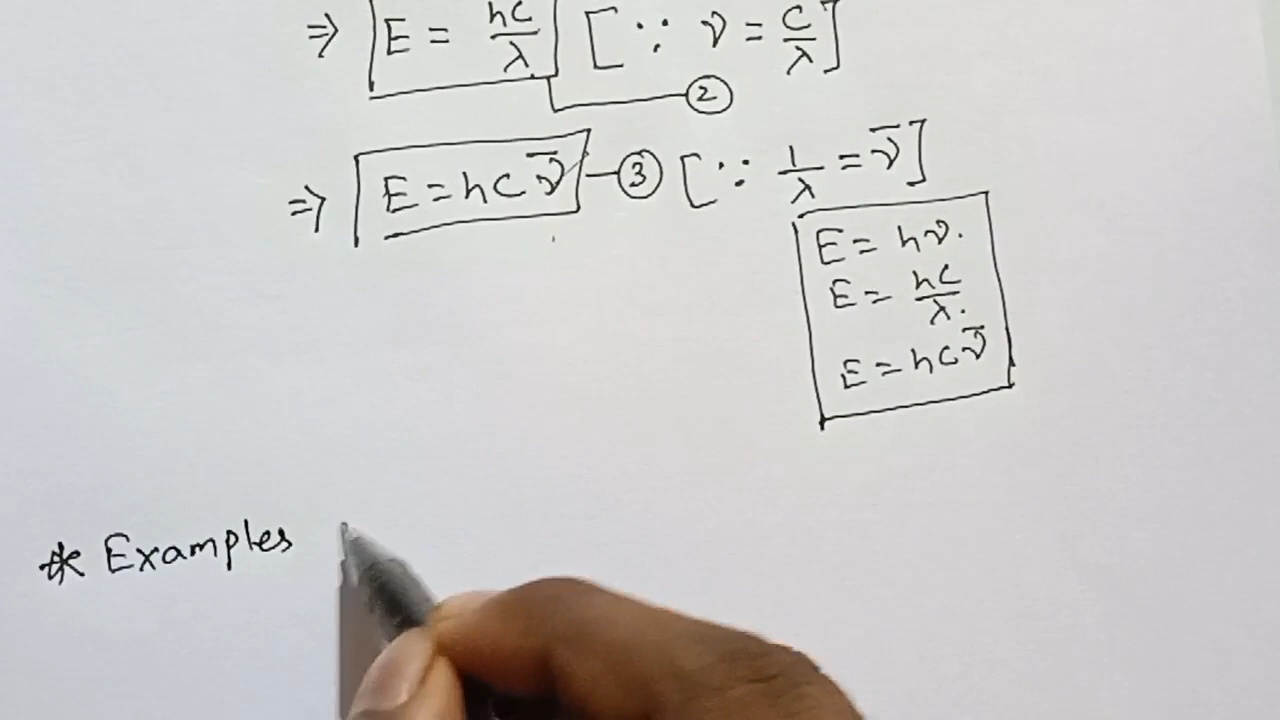 ⇒ E = hc/λ [∵ ν = c/λ]
②
⇒ E = hcν̄ — ③ [∵ 1/λ = ν̄]
E = hν.
E = hc/λ.
E = hcν̄
* Examples